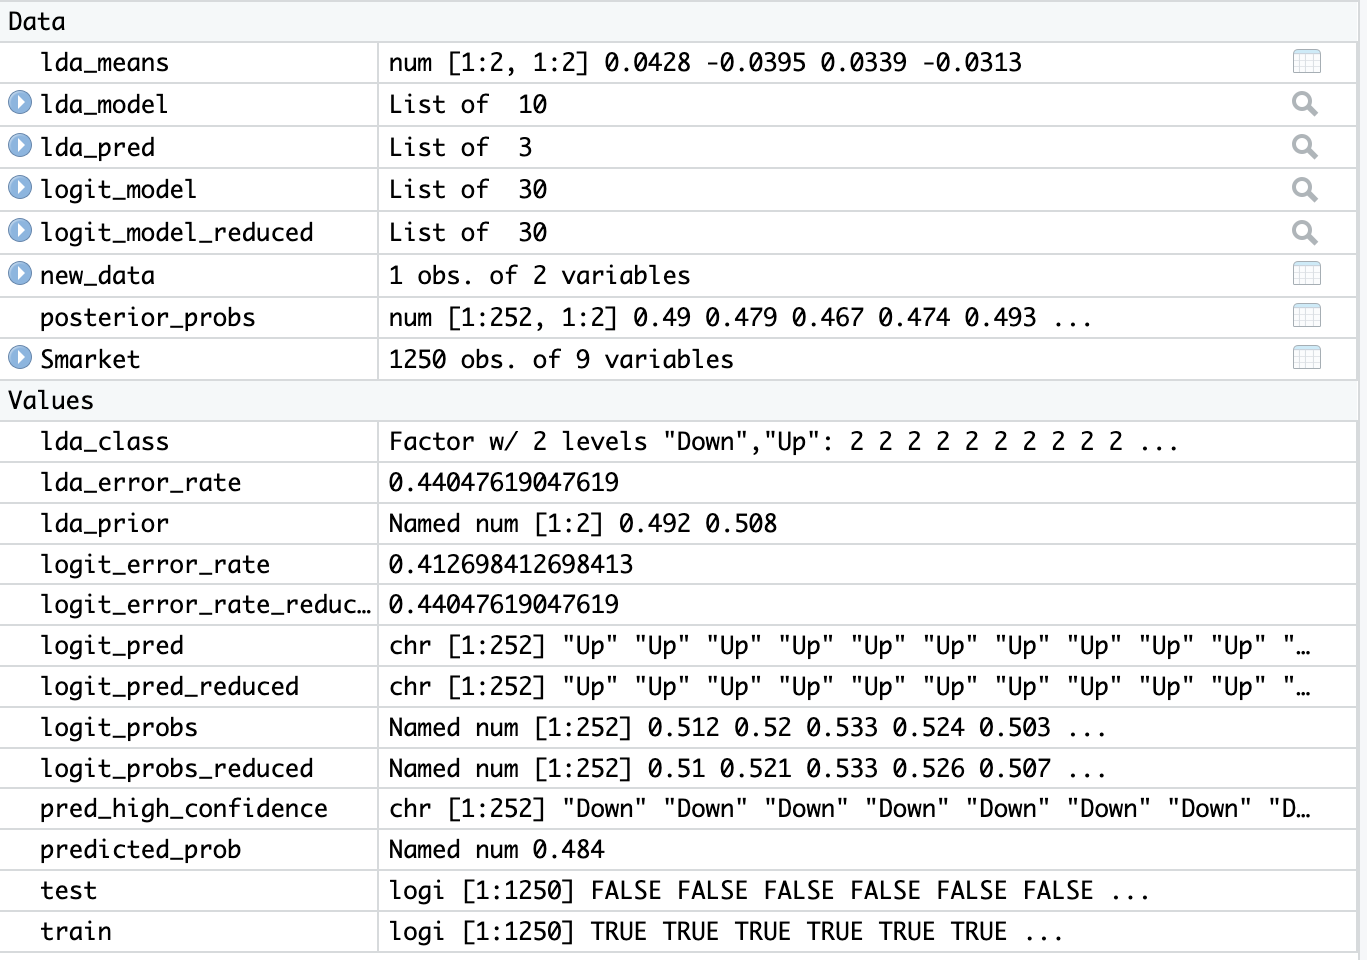 Data
lda_means num [1:2, 1:2] 0.0428 -0.0395 0.0339 -0.0313
lda_model List of  10
lda_pred List of  3
logit_model List of  30
logit_model_reduced List of  30
new_data 1 obs. of 2 variables
posterior_probs num [1:252, 1:2] 0.49 0.479 0.467 0.474 0.493 ...
Smarket 1250 obs. of 9 variables
Values
lda_class Factor w/ 2 levels "Down","Up": 2 2 2 2 2 2 2 2 2 2 ...
lda_error_rate 0.44047619047619
lda_prior Named num [1:2] 0.492 0.508
logit_error_rate 0.412698412698413
logit_error_rate_reduc… 0.44047619047619
logit_pred chr [1:252] "Up" "Up" "Up" "Up" "Up" "Up" "Up" "Up" "Up" "Up" "…
logit_pred_reduced chr [1:252] "Up" "Up" "Up" "Up" "Up" "Up" "Up" "Up" "Up" "Up" "…
logit_probs Named num [1:252] 0.512 0.52 0.533 0.524 0.503 ...
logit_probs_reduced Named num [1:252] 0.51 0.521 0.533 0.526 0.507 ...
pred_high_confidence chr [1:252] "Down" "Down" "Down" "Down" "Down" "Down" "Down" "D…
predicted_prob Named num 0.484
test logi [1:1250] FALSE FALSE FALSE FALSE FALSE FALSE ...
train logi [1:1250] TRUE TRUE TRUE TRUE TRUE TRUE ...